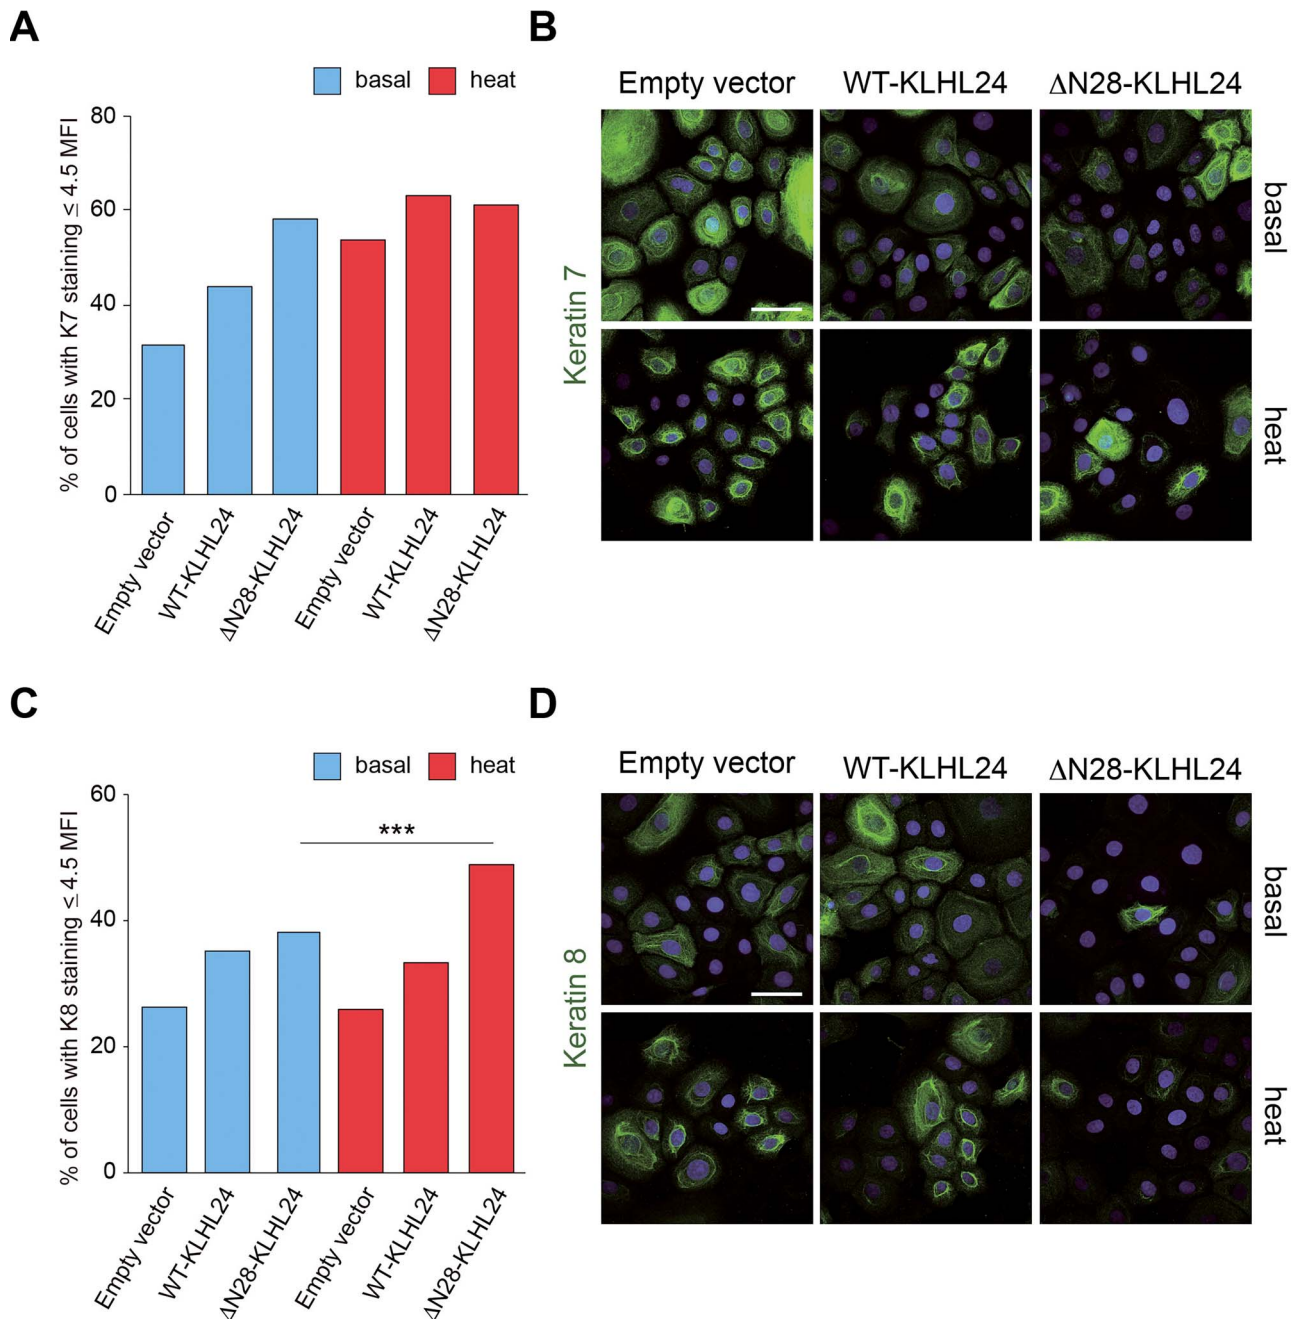 A
basal heat
% of cells with K7 staining ≤ 4.5 MFI
80
60
40
20
0
Empty vector
WT-KLHL24
ΔN28-KLHL24
Empty vector
WT-KLHL24
ΔN28-KLHL24
B
Empty vector WT-KLHL24 ΔN28-KLHL24
Keratin 7
basal
heat
C
basal heat
% of cells with K8 staining ≤ 4.5 MFI
60
40
20
0
***
Empty vector
WT-KLHL24
ΔN28-KLHL24
Empty vector
WT-KLHL24
ΔN28-KLHL24
D
Empty vector WT-KLHL24 ΔN28-KLHL24
Keratin 8
basal
heat